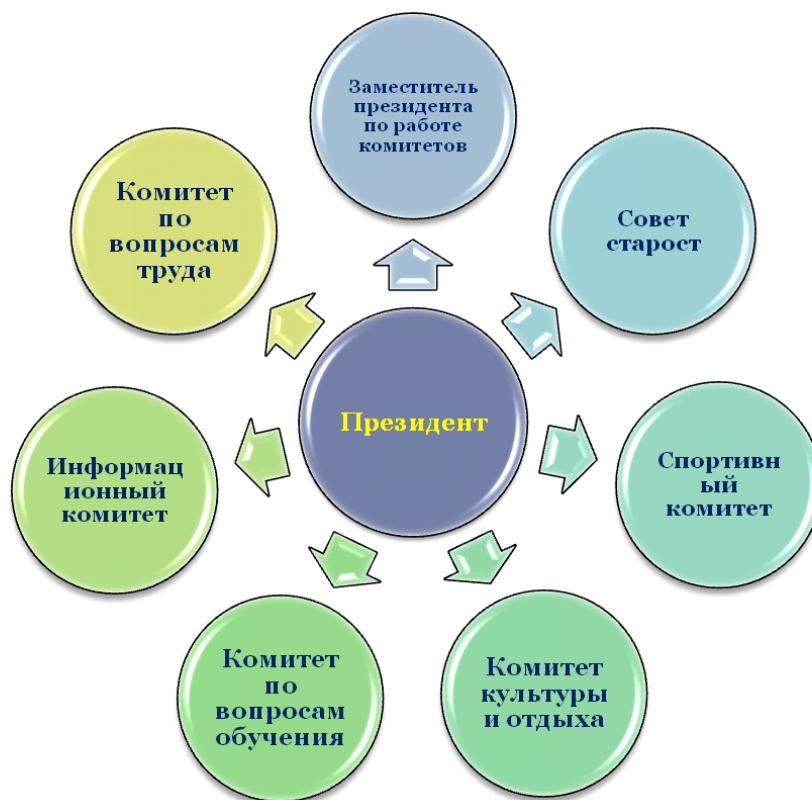 Заместитель
президента
по работе
комитетов
Совет
старост
Спортивн
ый
комитет
Комитет
культуры
и отдыха
Комитет
по
вопросам
обучения
Информац
ионный
комитет
Комитет
по
вопросам
труда
Президент